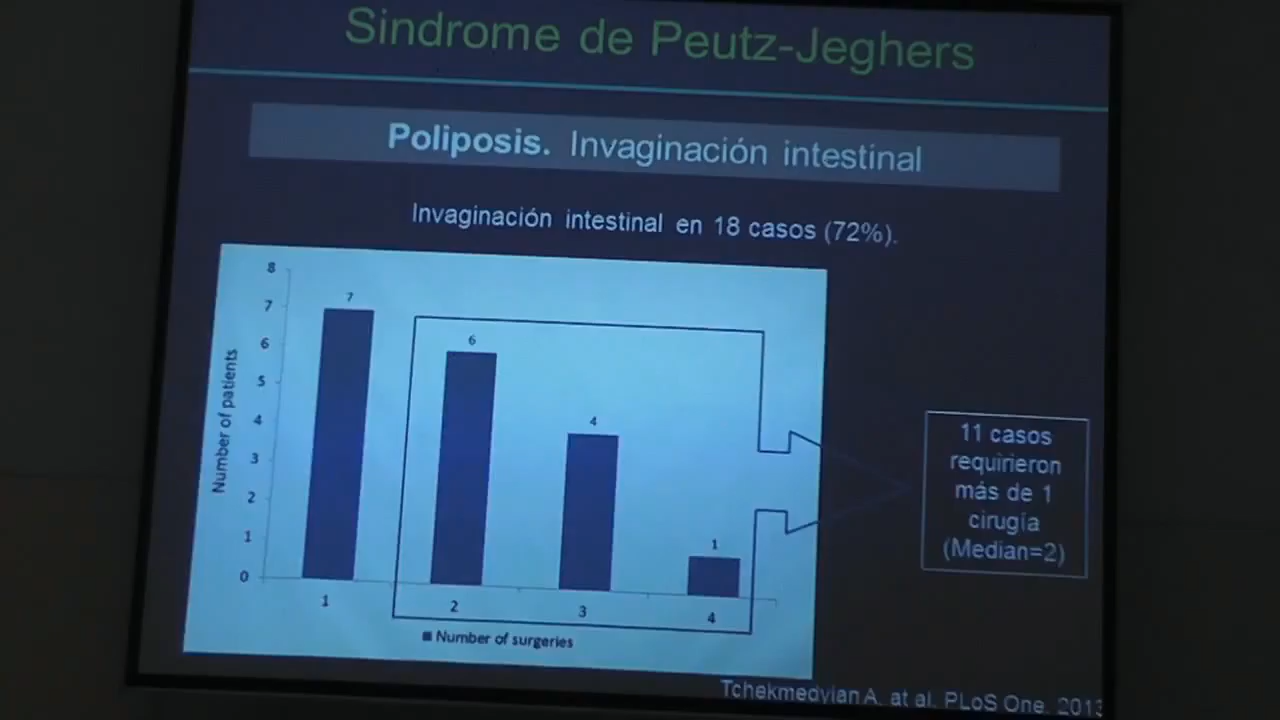 Sindrome de Peutz-Jeghers
Poliposis. Invaginación intestinal
Invaginación intestinal en 18 casos (72%).
8
7
6
5
4
3
2
1
0
Number of patients
7
6
4
1
1
2
3
4
Number of surgeries
11 casos
requirieron
más de 1
cirugía
(Median=2)
Tchekmedyian A. at al. PLoS One. 2013